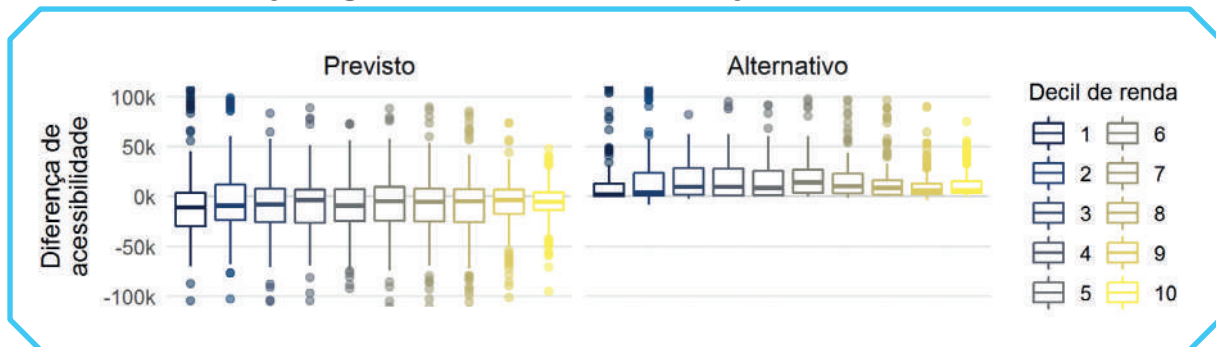 Previsto
Alternativo
Diferença de
acessibilidade
100k
50k
0k
-50k
-100k
Decil de renda
1
2
3
4
5
6
7
8
9
10